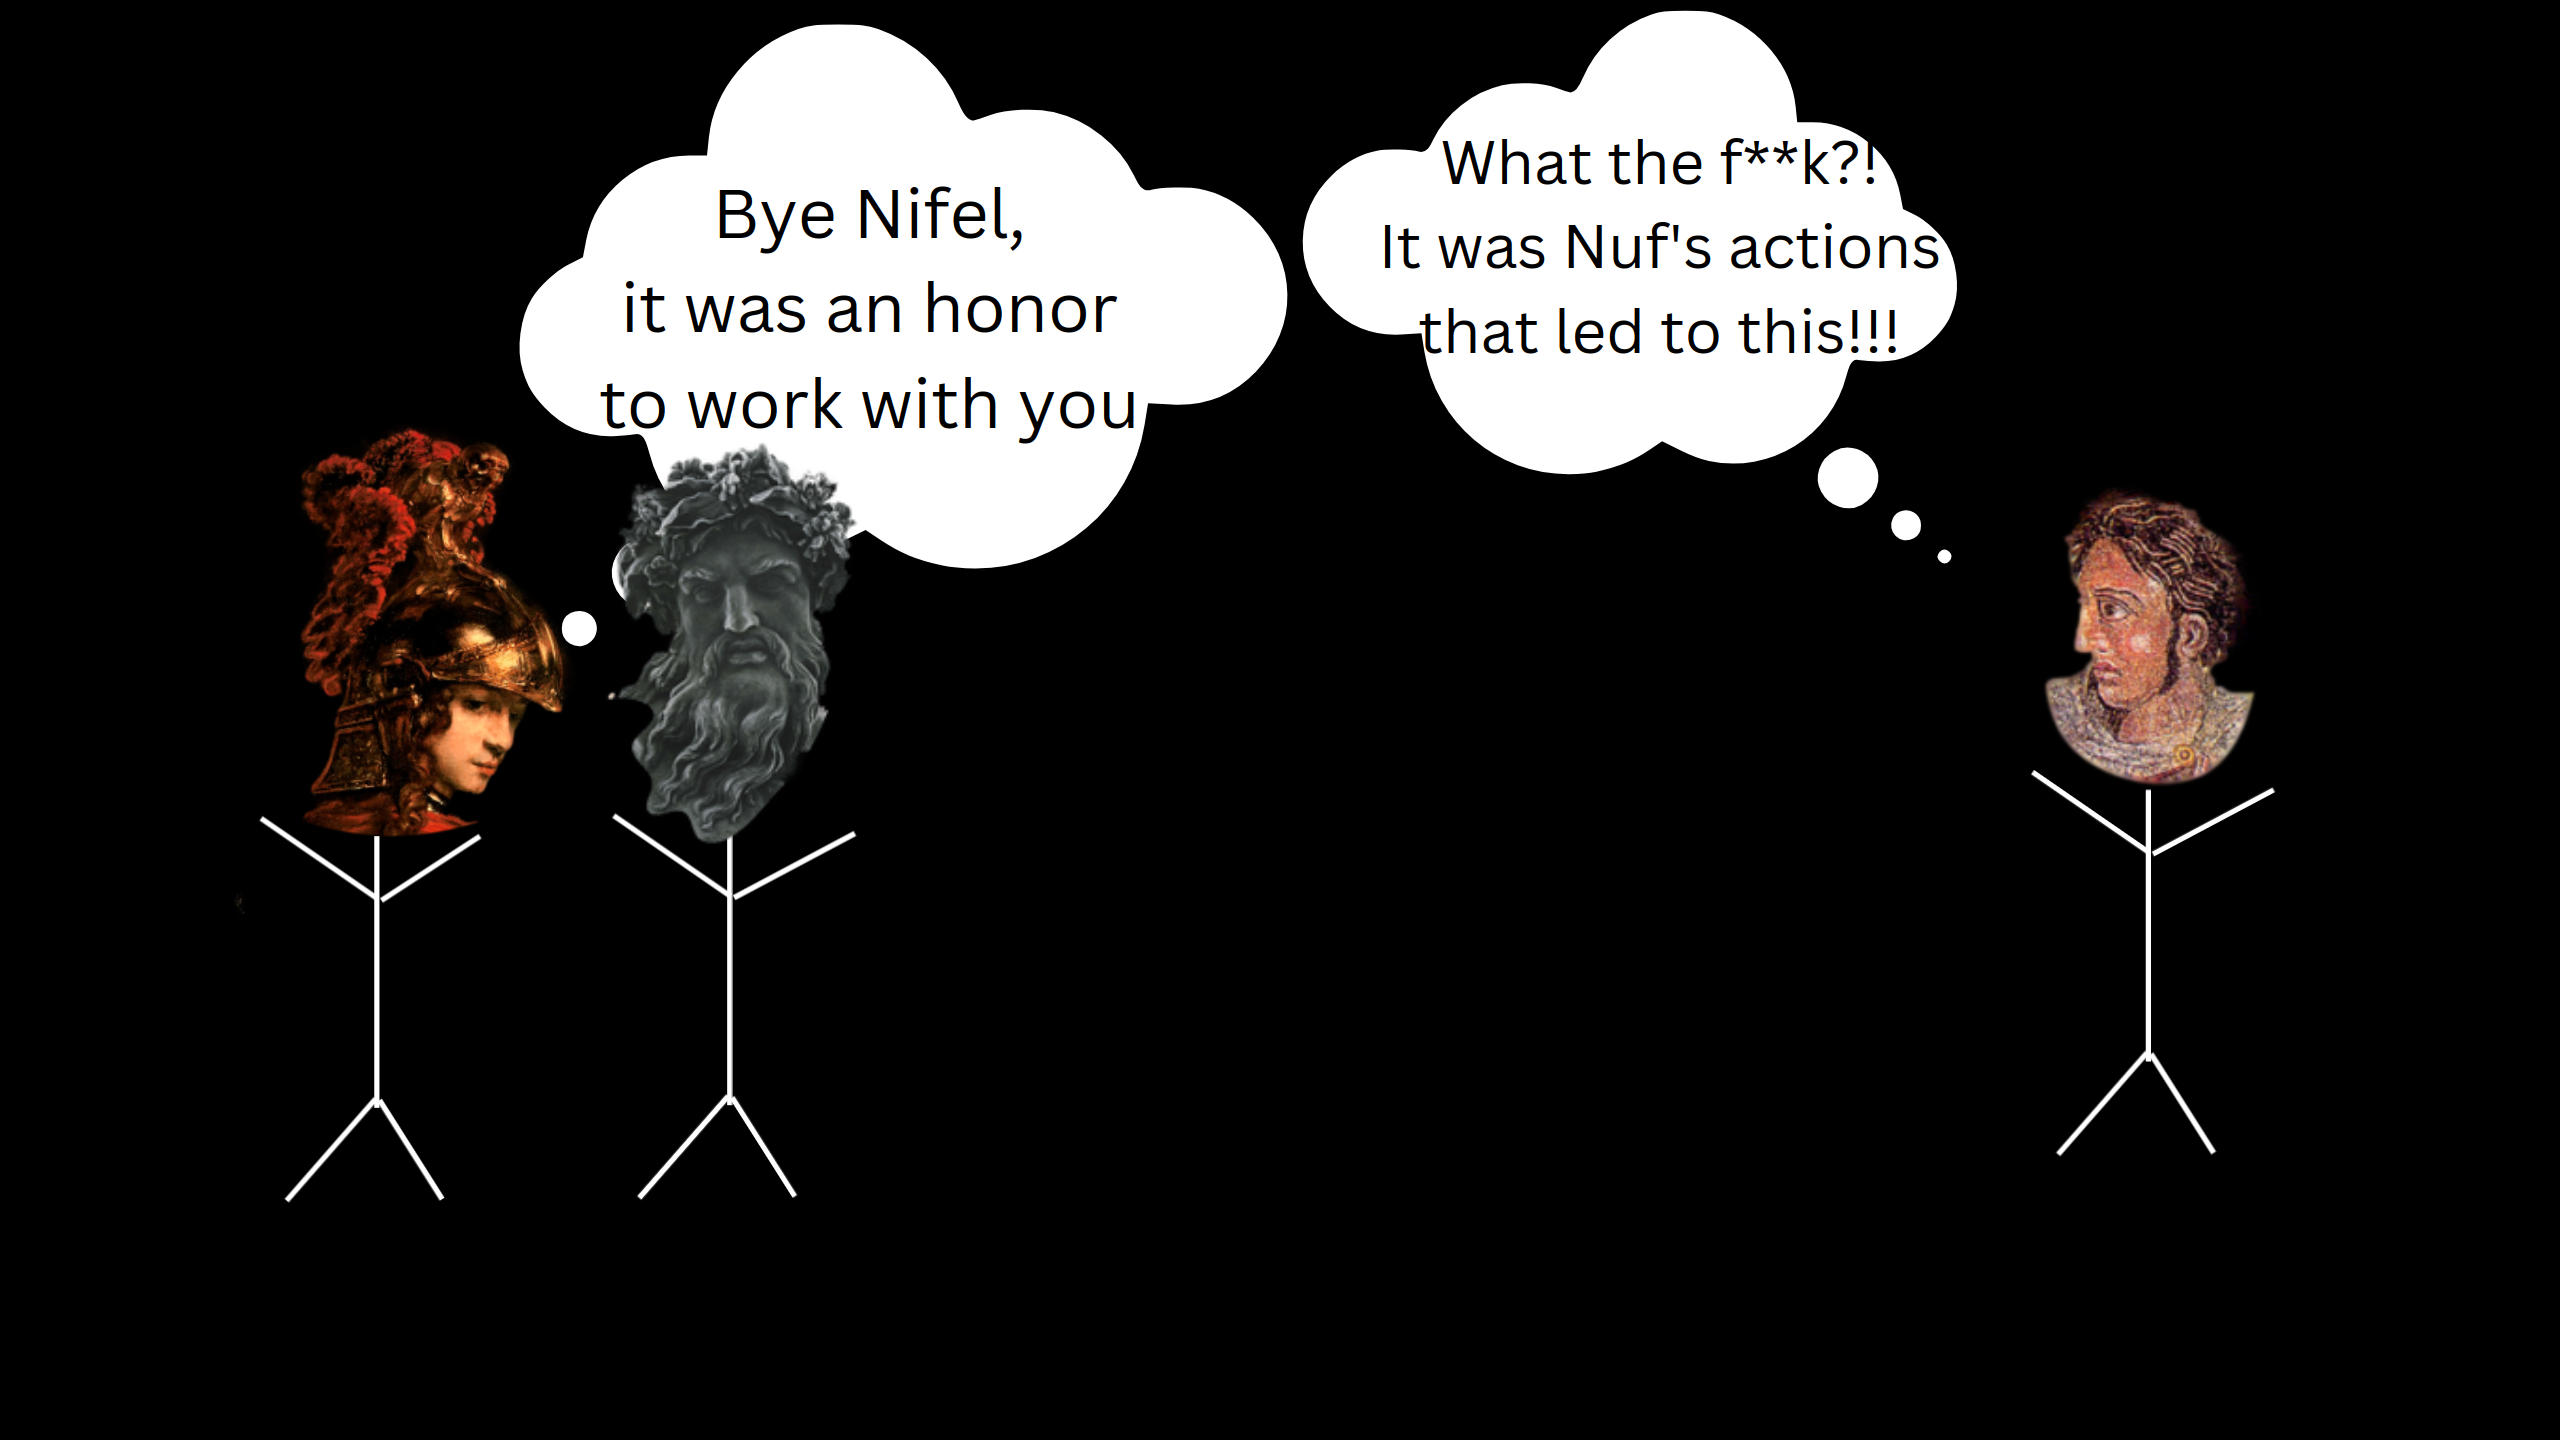 Bye Nifel,
it was an honor
to work with you
What the f**k?!
It was Nuf's actions
that led to this!!!